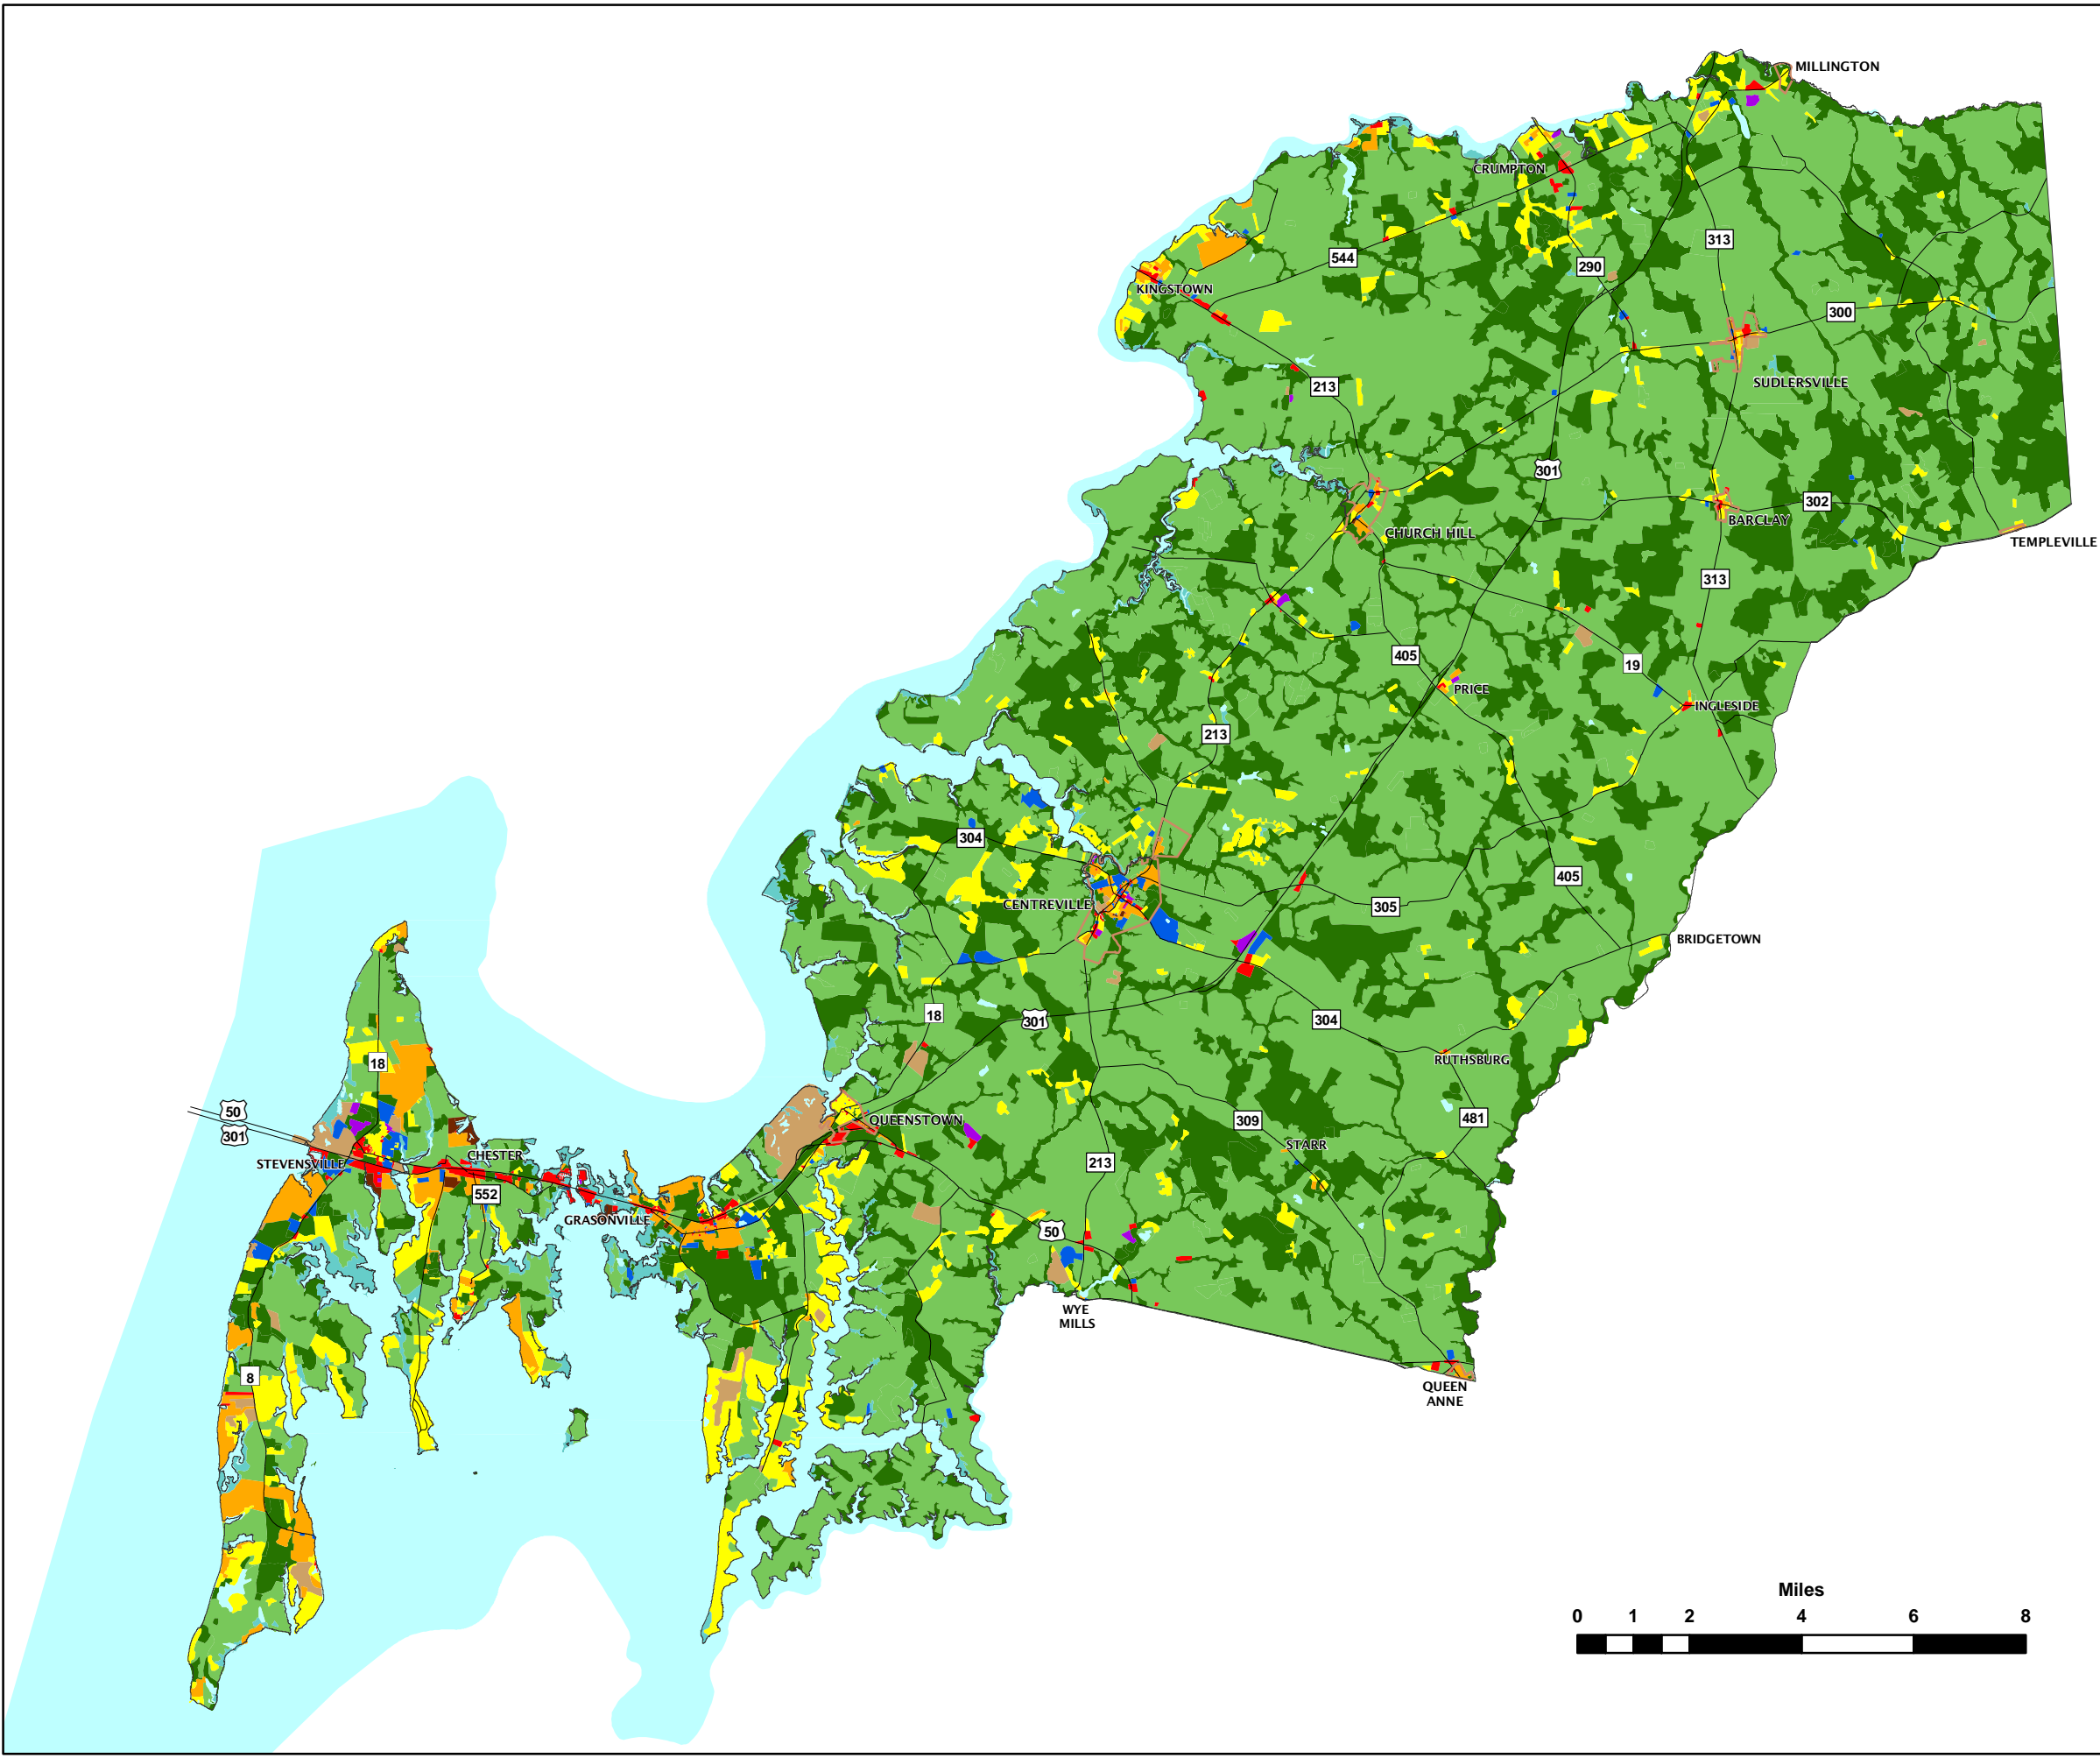 MILLINGTON
CRUMPTON
313
544
290
KINGSTOWN
300
213
SUDLERSVILLE
301
302
BARCLAY
CHURCH HILL
TEMPLEVILLE
313
405
19
PRICE
INGLESIDE
213
304
405
CENTREVILLE
305
BRIDGETOWN
18
301
304
18
RUTHSBURG
50
301
QUEENSTOWN
309
481
STARR
STEVENSVILLE
CHESTER
213
552
GRASONVILLE
50
WYE
MILLS
8
QUEEN
ANNE
Miles
0 1 2 4 6 8